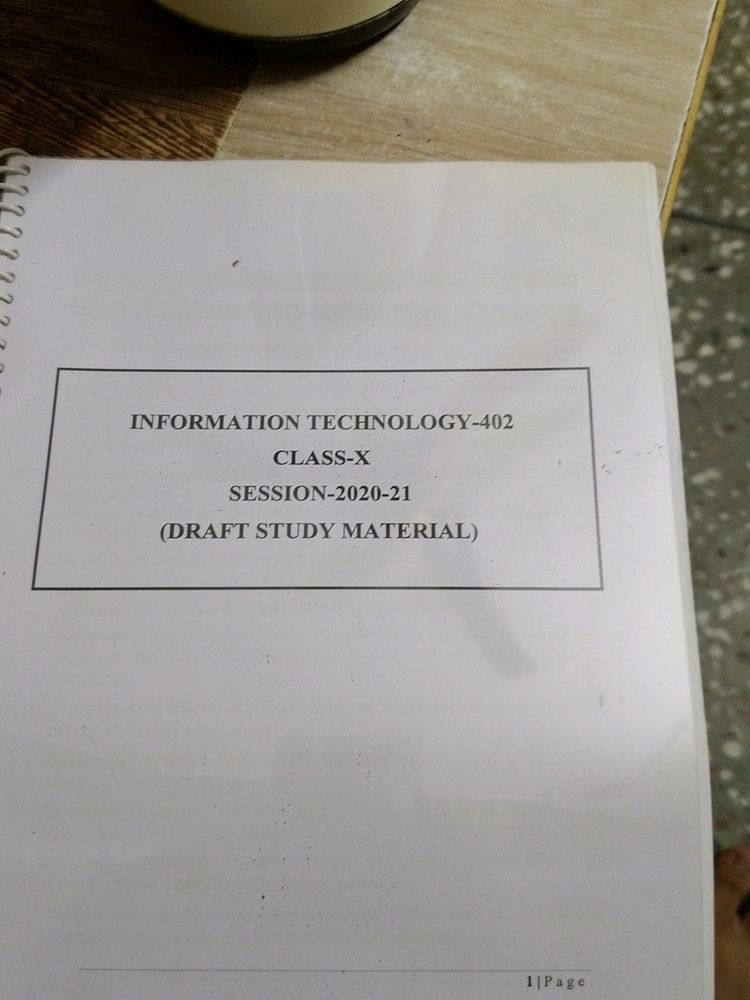 INFORMATION TECHNOLOGY-402
CLASS-X
SESSION-2020-21
(DRAFT STUDY MATERIAL)
1|Page